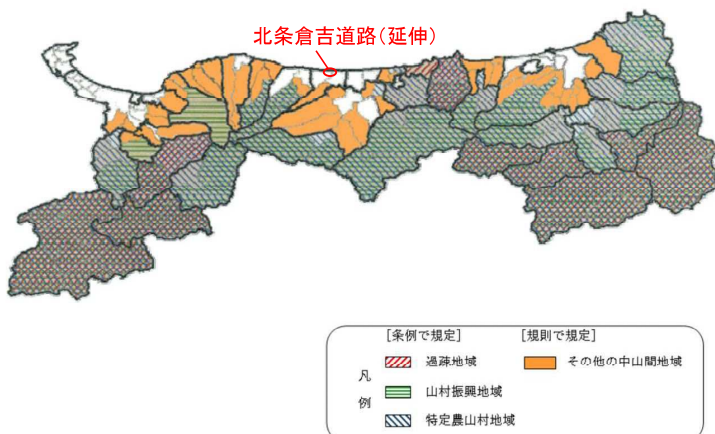 北条倉吉道路(延伸)
[条例で規定] [規則で規定]
凡例
過疎地域
その他の中山間地域
山村振興地域
特定農山村地域